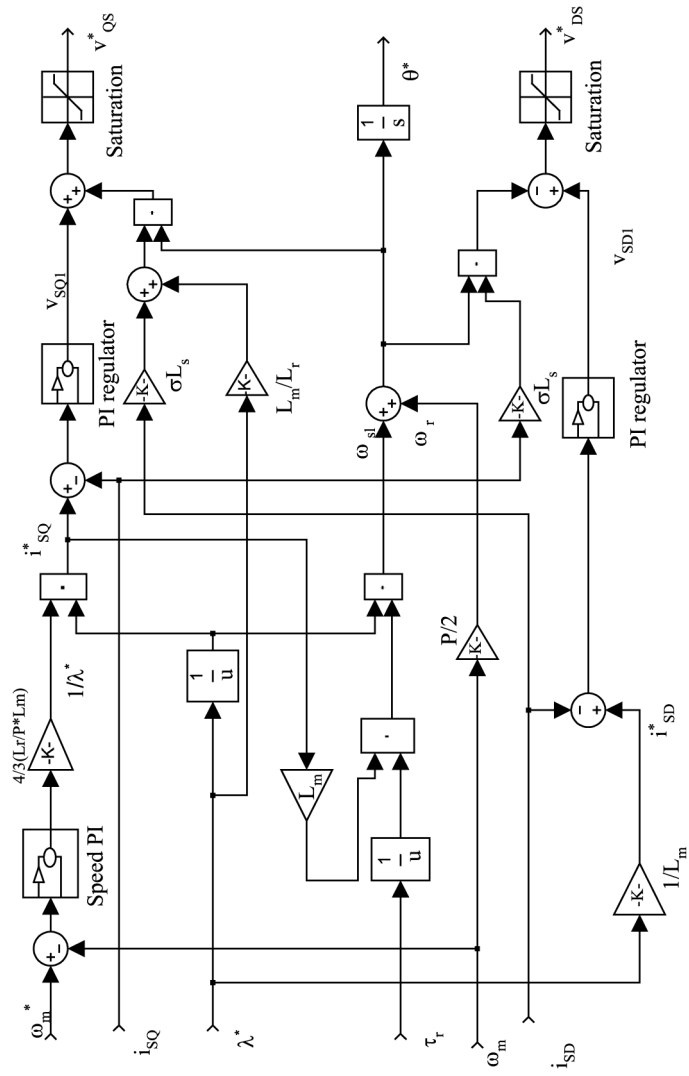 ω*m
Speed PI
4/3(Lr/P*Lm)
-K-
1/λ*
i*SQ
PI regulator
vSQ1
Saturation
v*QS
iSQ
-K-
σLs
λ*
1
u
-K-
Lm/Lr
Lm
τr
1
u
ωsl
ωr
1
s
θ*
ωm
P/2
-K-
-K-
σLs
iSD
1/Lm
-K-
i*SD
PI regulator
vSD1
Saturation
v*DS